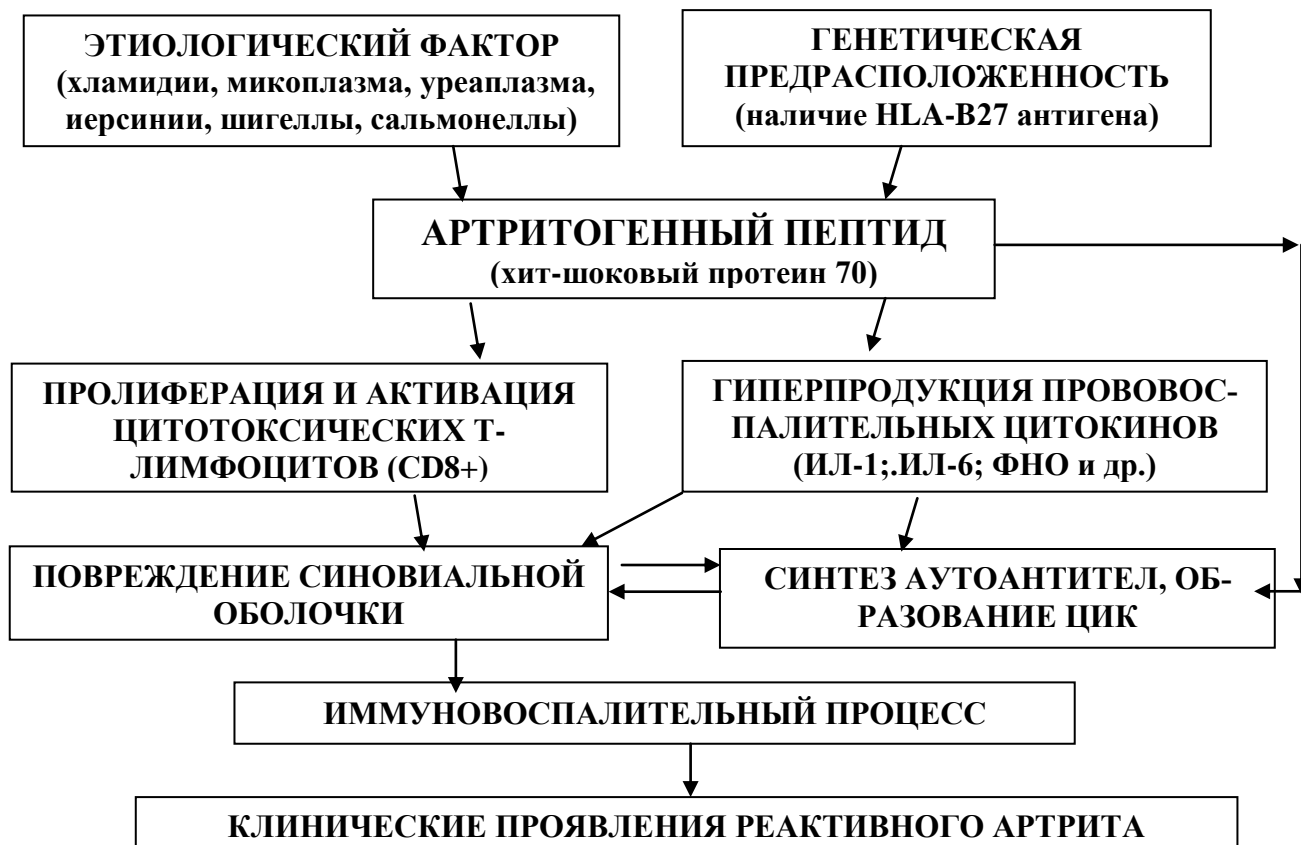 ЭТИОЛОГИЧЕСКИЙ ФАКТОР
(хламидии, микоплазма, уреаплазма,
иерсинии, шигеллы, сальмонеллы)
ГЕНЕТИЧЕСКАЯ
ПРЕДРАСПОЛОЖЕННОСТЬ
(наличие HLA-B27 антигена)
АРТРИТОГЕННЫЙ ПЕПТИД
(хит-шоковый протеин 70)
ПРОЛИФЕРАЦИЯ И АКТИВАЦИЯ
ЦИТОТОКСИЧЕСКИХ Т-
ЛИМФОЦИТОВ (CD8+)
ГИПЕРПРОДУКЦИЯ ПРОВОВОС-
ПАЛИТЕЛЬНЫХ ЦИТОКИНОВ
(ИЛ-1;.ИЛ-6; ФНО и др.)
ПОВРЕЖДЕНИЕ СИНОВИАЛЬНОЙ
ОБОЛОЧКИ
СИНТЕЗ АУТОАНТИТЕЛ, ОБ-
РАЗОВАНИЕ ЦИК
ИММУНОВОСПАЛИТЕЛЬНЫЙ ПРОЦЕСС
КЛИНИЧЕСКИЕ ПРОЯВЛЕНИЯ РЕАКТИВНОГО АРТРИТА